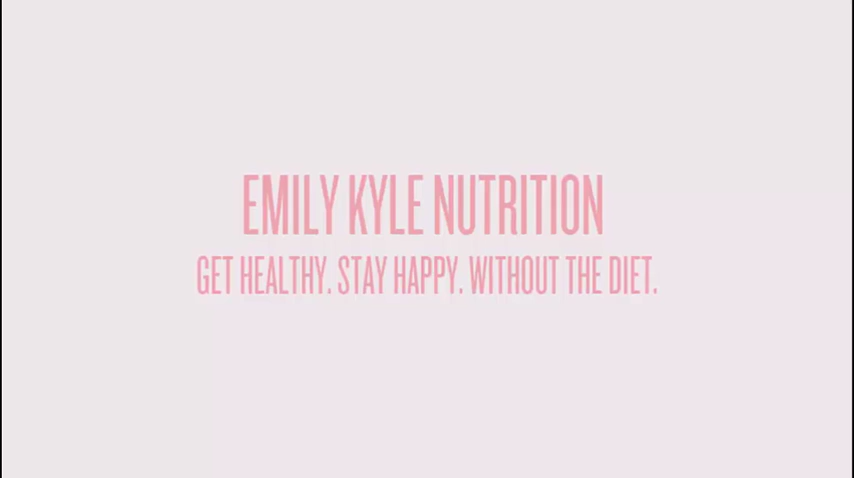 EMILY KYLE NUTRITION
GET HEALTHY. STAY HAPPY. WITHOUT THE DIET.